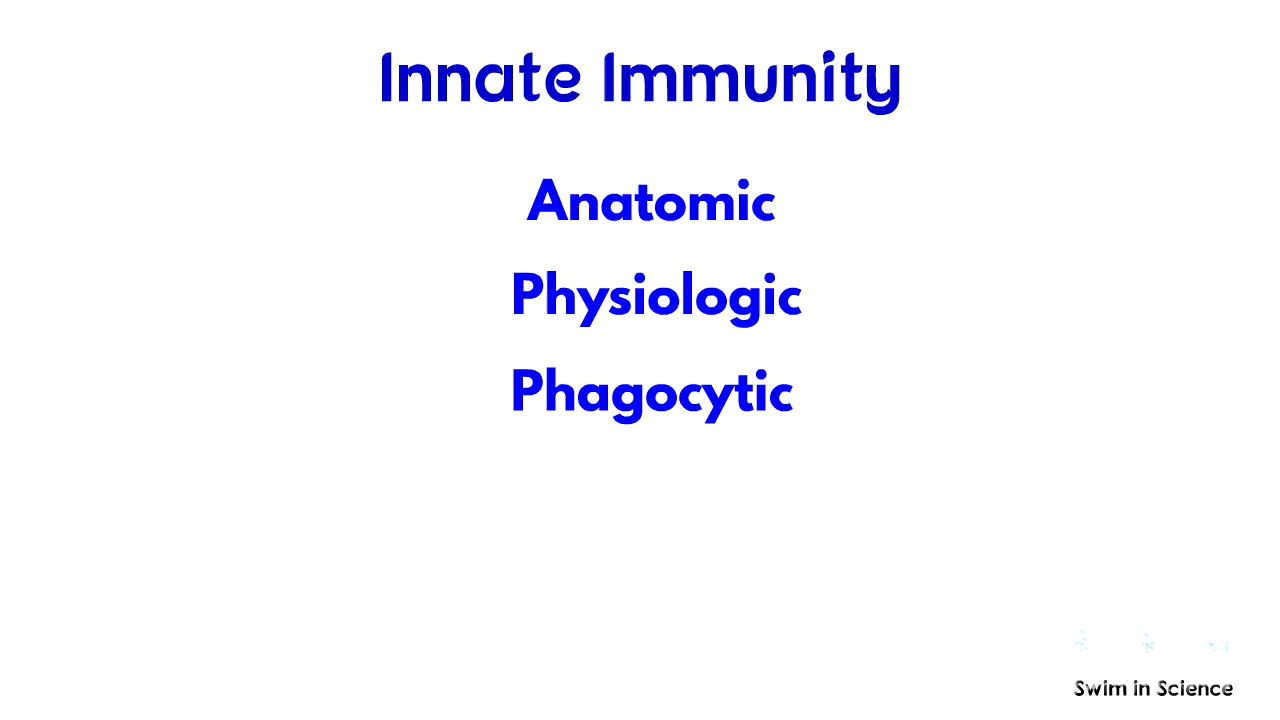 Innate Immunity
Anatomic
Physiologic
Phagocytic
Swim in Science